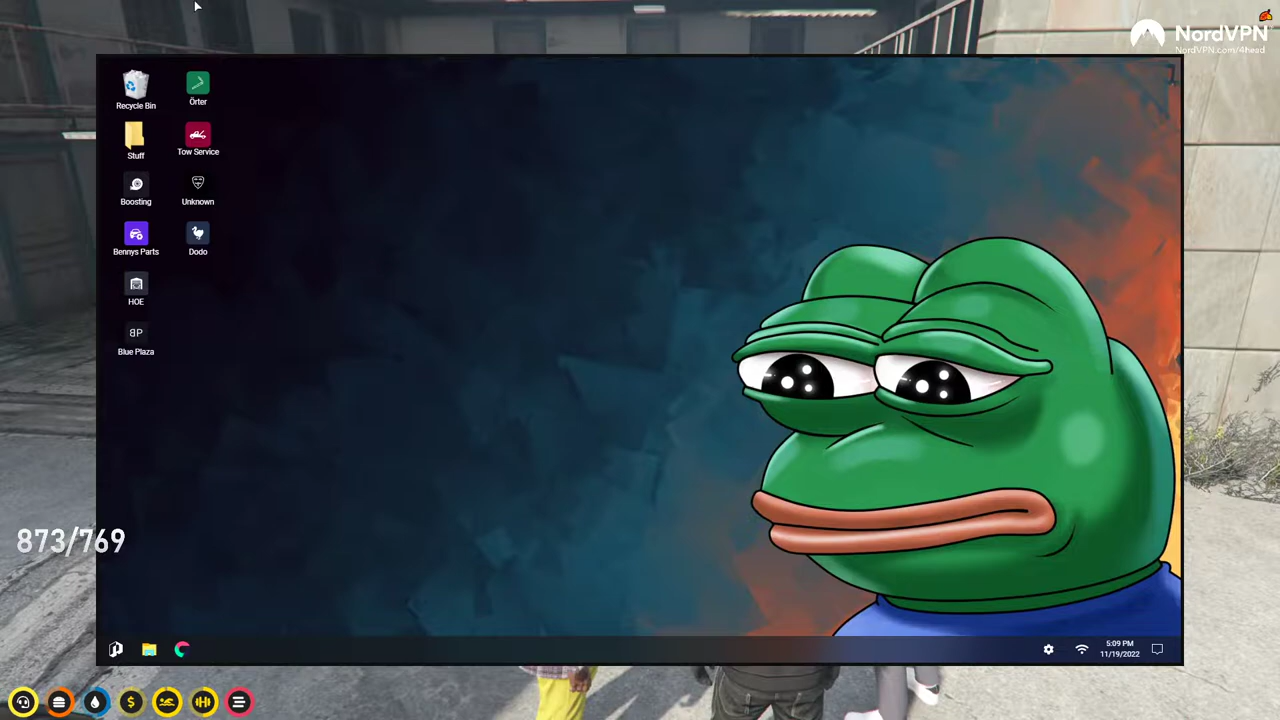 NordVPN
NordVPN.com/4head
Recycle Bin
Örter
Stuff
Tow Service
Boosting
Unknown
Bennys Parts
Dodo
HOE
BP
Blue Plaza
873/769
5:09 PM
11/19/2022